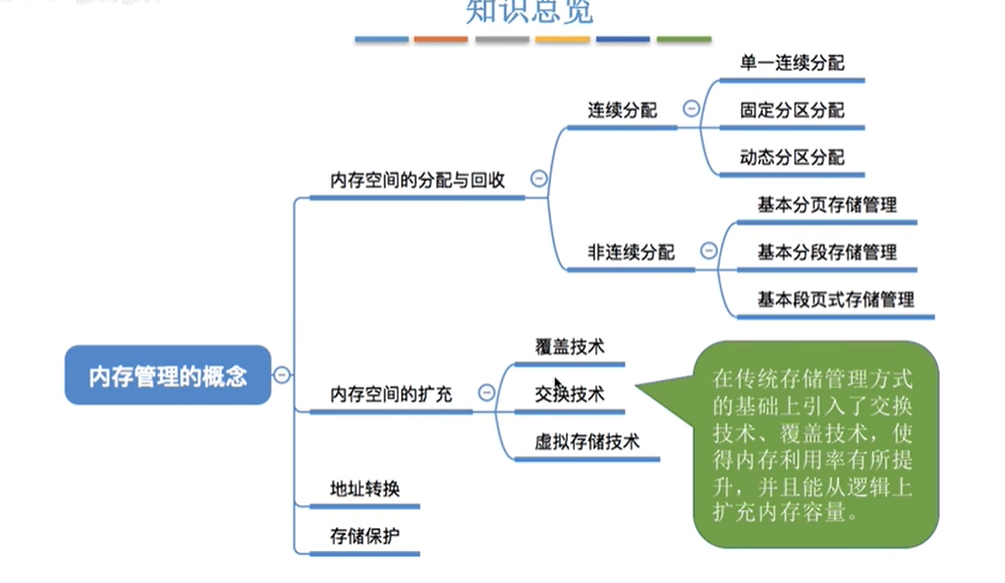 知识总览
单一连续分配
连续分配
固定分区分配
动态分区分配
内存空间的分配与回收
基本分页存储管理
非连续分配
基本分段存储管理
基本段页式存储管理
内存管理的概念
覆盖技术
内存空间的扩充
交换技术
虚拟存储技术
在传统存储管理方式
的基础上引入了交换
技术、覆盖技术，使
得内存利用率有所提
升，并且能从逻辑上
扩充内存容量。
地址转换
存储保护